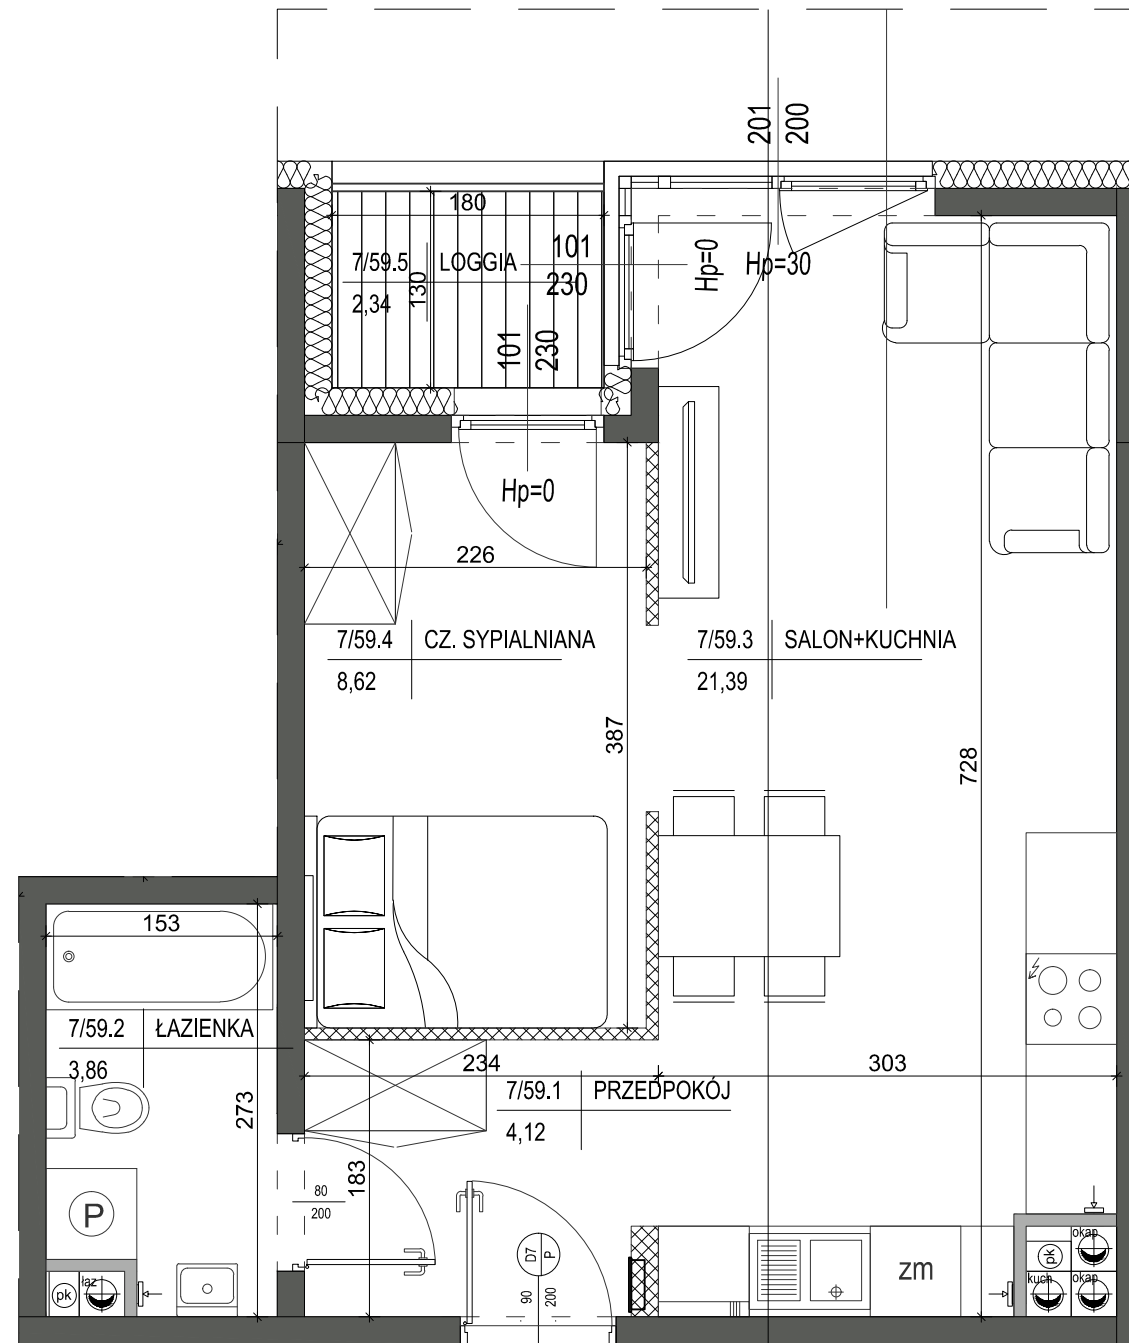 201
200
180
7/59.5 LOGGIA
2,34
130
101
230
101
230
Hp=0
Hp=30
Hp=0
226
7/59.4 CZ. SYPIALNIANA
8,62
7/59.3 SALON+KUCHNIA
21,39
387
728
153
7/59.2 ŁAZIENKA
3,86
273
234
303
7/59.1 PRZEDPOKÓJ
4,12
183
80
200
P
D7
P
90
200
zm
pk
łaz
okap
pk
kuch
okap